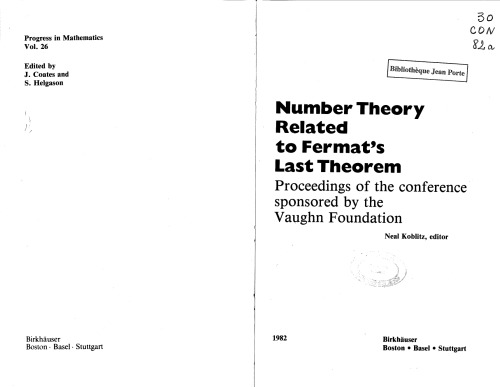 Progress in Mathematics
Vol. 26
Edited by
J. Coates and
S. Helgason
Birkhäuser
Boston · Basel · Stuttgart
30
CON
82a
Bibliothèque Jean Porte
Number Theory
Related
to Fermat's
Last Theorem
Proceedings of the conference
sponsored by the
Vaughn Foundation
Neal Koblitz, editor
1982
Birkhäuser
Boston • Basel • Stuttgart